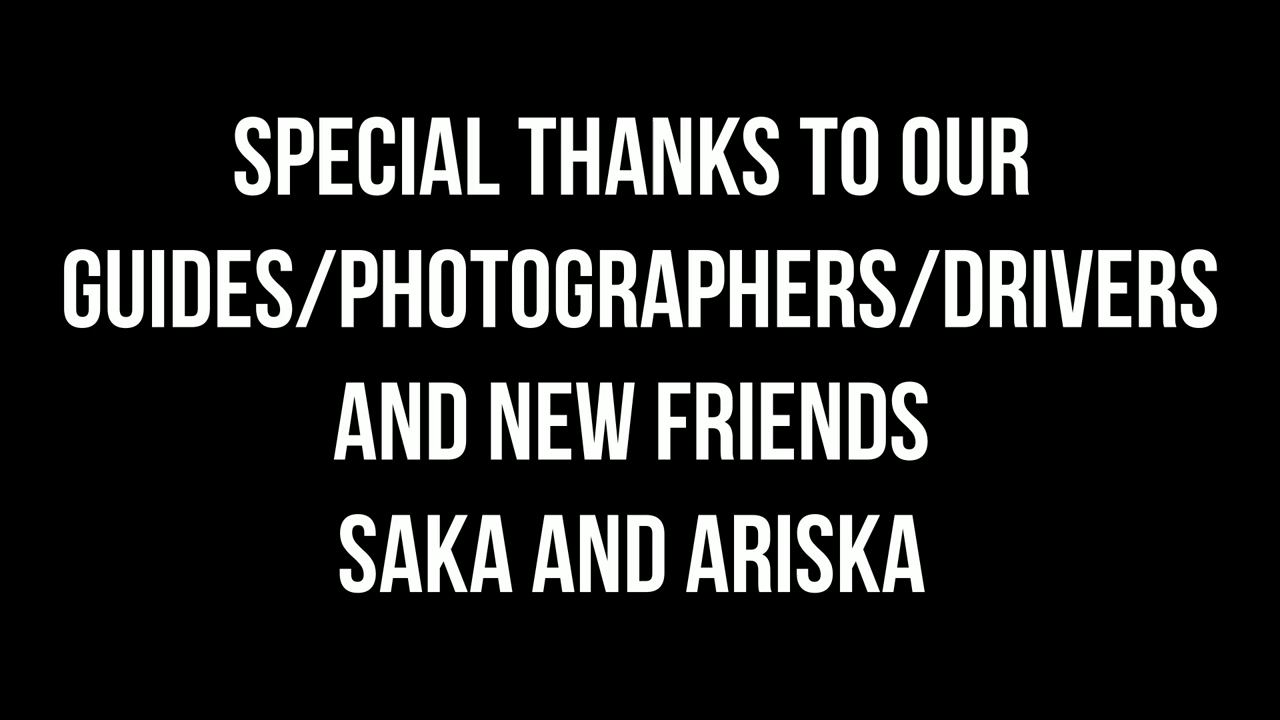 SPECIAL THANKS TO OUR
GUIDES/PHOTOGRAPHERS/DRIVERS
AND NEW FRIENDS
SAKA AND ARISKA